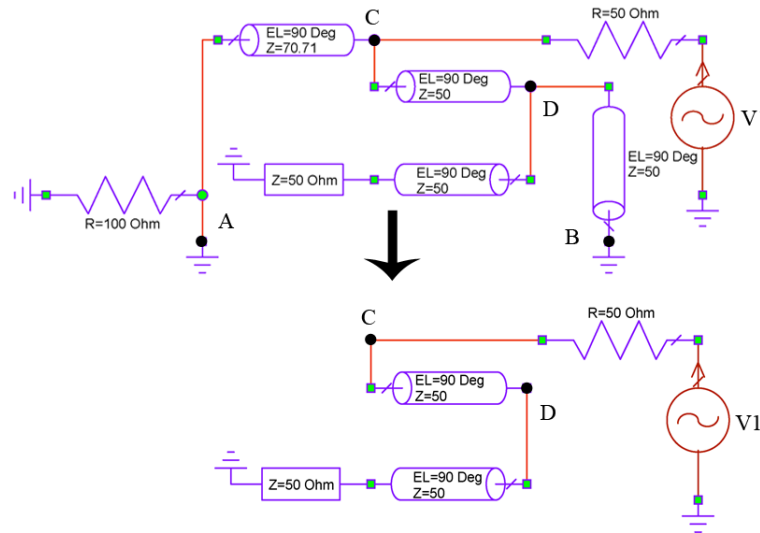 C
EL=90 Deg
Z=70.71
R=50 Ohm
EL=90 Deg
Z=50
D
V
EL=90 Deg
Z=50
Z=50 Ohm
EL=90 Deg
Z=50
R=100 Ohm
A
B
C
R=50 Ohm
EL=90 Deg
Z=50
D
V1
Z=50 Ohm
EL=90 Deg
Z=50